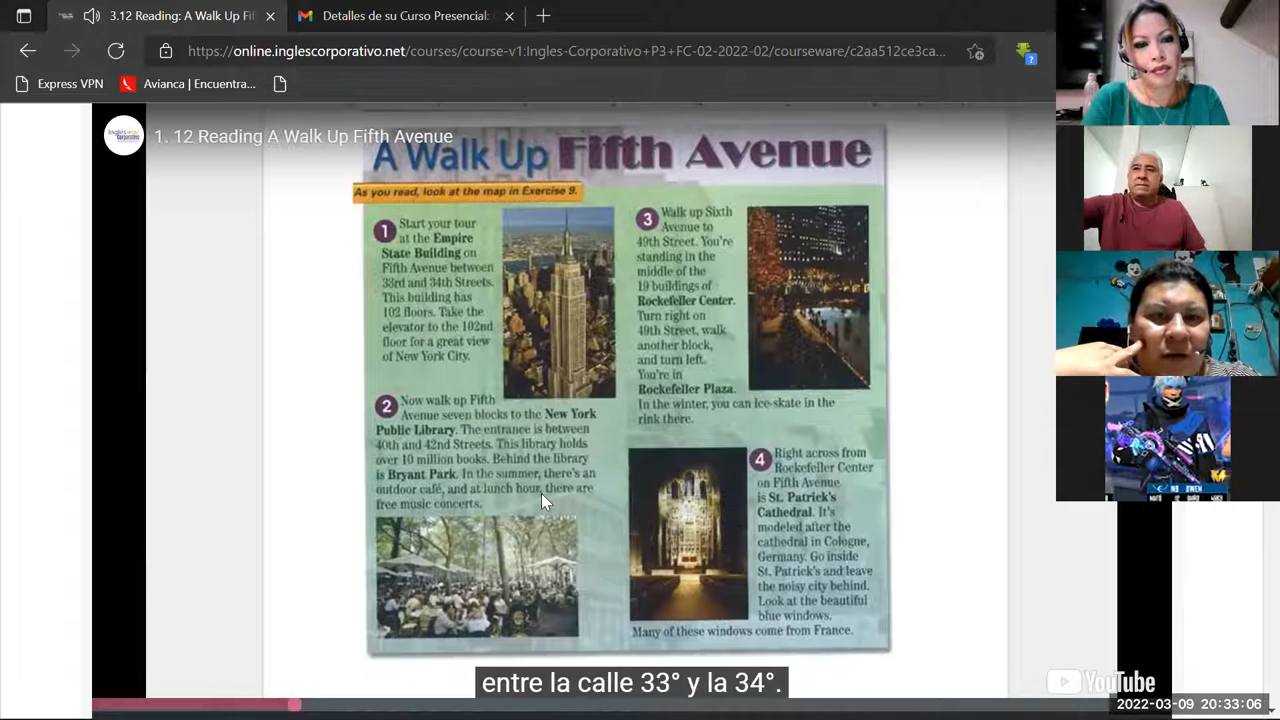 3.12 Reading: A Walk Up Fif
Detalles de su Curso Presencial:
https://online.inglescorporativo.net/courses/course-v1:Ingles-Corporativo+P3+FC-02-2022-02/courseware/c2aa512ce3ca...
Express VPN
Avianca | Encuentra...
1. 12 Reading A Walk Up Fifth Avenue
A Walk Up Fifth Avenue
As you read, look at the map in Exercise 9.
1 Start your tour
at the Empire
State Building on
Fifth Avenue between
33rd and 34th Streets.
This building has
102 floors. Take the
elevator to the 102nd
floor for a great view
of New York City.
2 Now walk up Fifth
Avenue seven blocks to the New York
Public Library. The entrance is between
40th and 42nd Streets. This library holds
over 10 million books. Behind the library
is Bryant Park. In the summer, there's an
outdoor café, and at lunch hour, there are
free music concerts.
3 Walk up Sixth
Avenue to
49th Street. You're
standing in the
middle of the
19 buildings of
Rockefeller Center.
Turn right on
49th Street, walk
another block,
and turn left.
You're in
Rockefeller Plaza.
In the winter, you can ice-skate in the
rink there.
4 Right across from
Rockefeller Center
on Fifth Avenue
is St. Patrick's
Cathedral. It's
modeled after the
cathedral in Cologne,
Germany. Go inside
St. Patrick's and leave
the noisy city behind.
Look at the beautiful
blue windows.
Many of these windows come from France.
entre la calle 33° y la 34°.
YouTube
2022-03-09 20:33:06